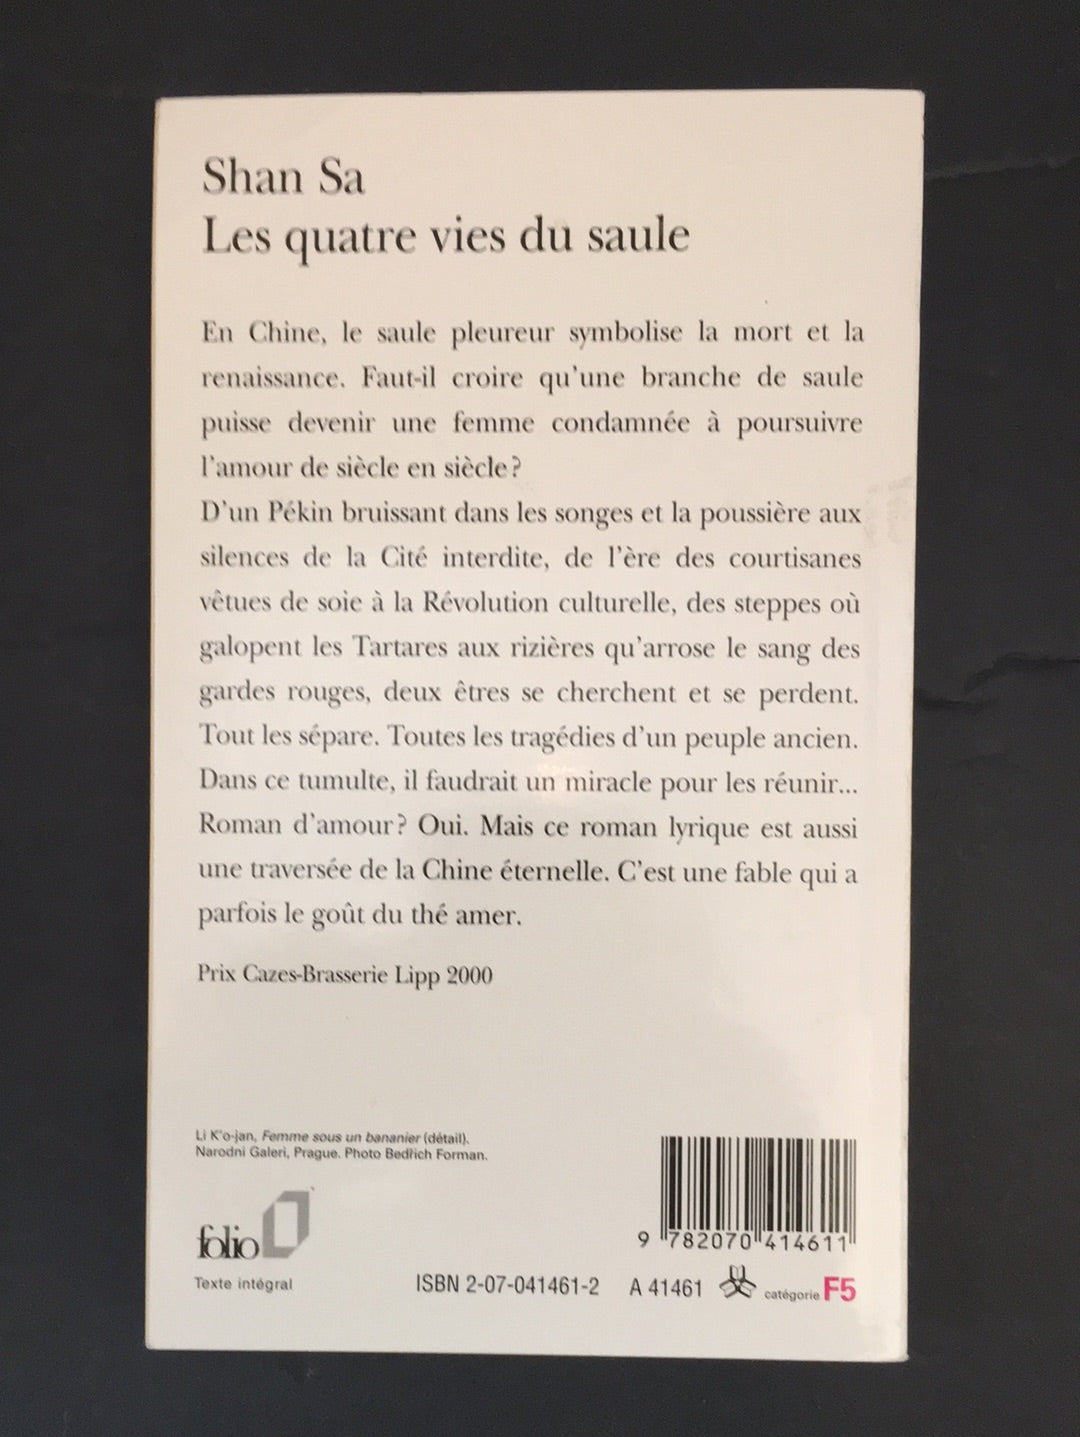 Shan Sa
Les quatre vies du saule
En Chine, le saule pleureur symbolise la mort et la
renaissance. Faut-il croire qu'une branche de saule
puisse devenir une femme condamnée à poursuivre
l'amour de siècle en siècle ?
D'un Pékin bruissant dans les songes et la poussière aux
silences de la Cité interdite, de l'ère des courtisanes
vêtues de soie à la Révolution culturelle, des steppes où
galopent les Tartares aux rizières qu'arrose le sang des
gardes rouges, deux êtres se cherchent et se perdent.
Tout les sépare. Toutes les tragédies d'un peuple ancien.
Dans ce tumulte, il faudrait un miracle pour les réunir...
Roman d'amour ? Oui. Mais ce roman lyrique est aussi
une traversée de la Chine éternelle. C'est une fable qui a
parfois le goût du thé amer.
Prix Cazes-Brasserie Lipp 2000
Li K'o-jan, Femme sous un bananier (détail).
Narodni Galeri, Prague. Photo Bedřich Forman.
folio
Texte intégral
9 782070 414611
ISBN 2-07-041461-2 A 41461 catégorie F5